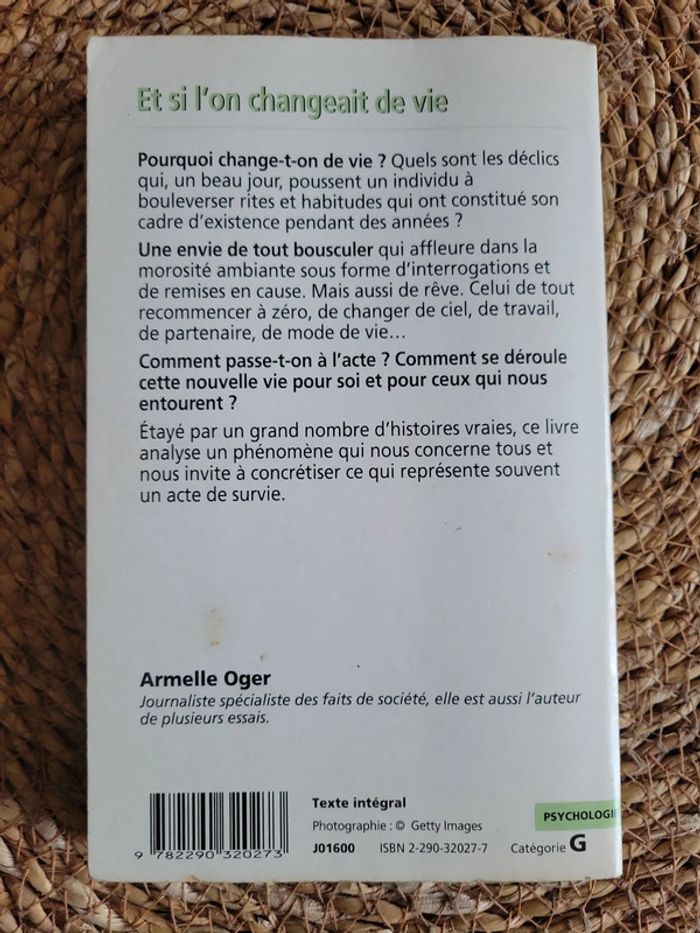 Et si l'on changeait de vie
Pourquoi change-t-on de vie ? Quels sont les déclics
qui, un beau jour, poussent un individu à
bouleverser rites et habitudes qui ont constitué son
cadre d'existence pendant des années ?
Une envie de tout bousculer qui affleure dans la
morosité ambiante sous forme d'interrogations et
de remises en cause. Mais aussi de rêve. Celui de tout
recommencer à zéro, de changer de ciel, de travail,
de partenaire, de mode de vie...
Comment passe-t-on à l'acte ? Comment se déroule
cette nouvelle vie pour soi et pour ceux qui nous
entourent ?
Étayé par un grand nombre d'histoires vraies, ce livre
analyse un phénomène qui nous concerne tous et
nous invite à concrétiser ce qui représente souvent
un acte de survie.
Armelle Oger
Journaliste spécialiste des faits de société, elle est aussi l'auteur
de plusieurs essais.
Texte intégral
Photographie : © Getty Images
PSYCHOLOGIE
J01600 ISBN 2-290-32027-7 Catégorie G
9 782290 320273